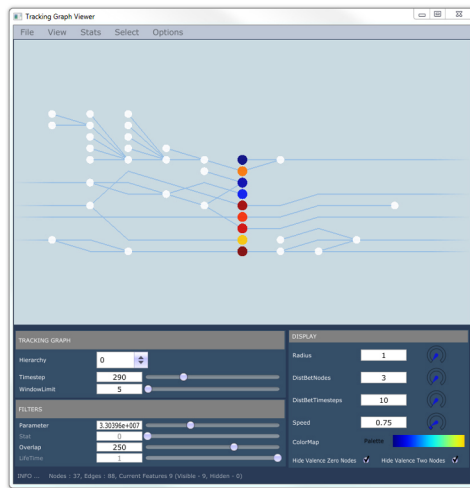 Tracking Graph Viewer
File View Stats Select Options
TRACKING GRAPH
Hierarchy 0
Timestep 290
WindowLimit 5
FILTERS
Parameter 3.30396e+007
Stat 0
Overlap 250
LifeTime 1
DISPLAY
Radius 1
DistBetNodes 3
DistBetTimesteps 10
Speed 0.75
ColorMap Palette
Hide Valence Zero Nodes Hide Valence Two Nodes
INFO ... Nodes : 37, Edges : 98, Current Features 9 (Visible - 9, Hidden - 0)